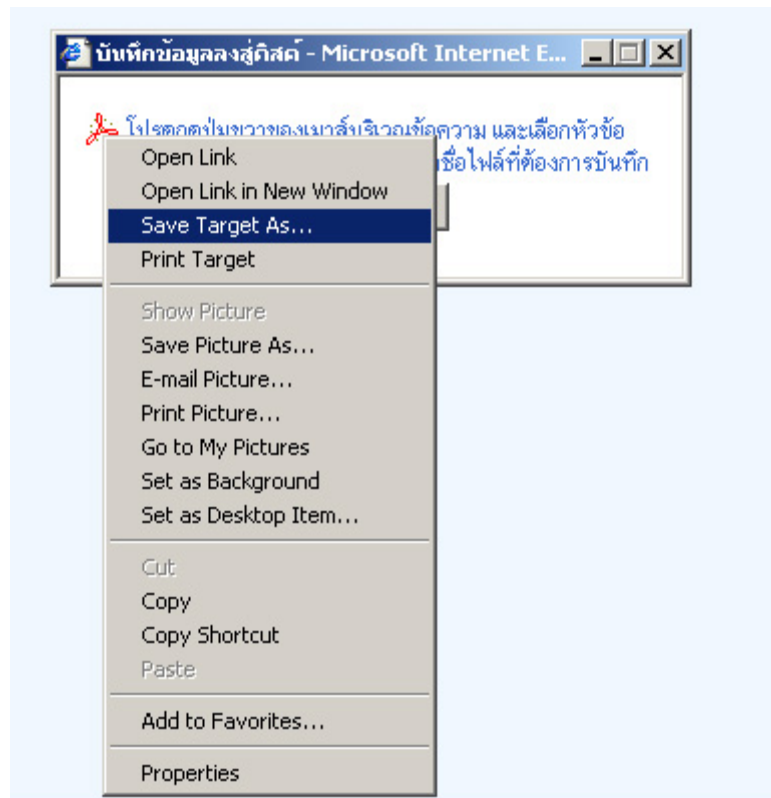 บันทึกข้อมูลลงสู่ดิสต์ - Microsoft Internet E...
โปรดกดปุ่มขวาของเมาส์บริเวณข้อความ และเลือกหัวข้อ
ชื่อไฟล์ที่ต้องการบันทึก
Open Link
Open Link in New Window
Save Target As...
Print Target
Show Picture
Save Picture As...
E-mail Picture...
Print Picture...
Go to My Pictures
Set as Background
Set as Desktop Item...
Cut
Copy
Copy Shortcut
Paste
Add to Favorites...
Properties